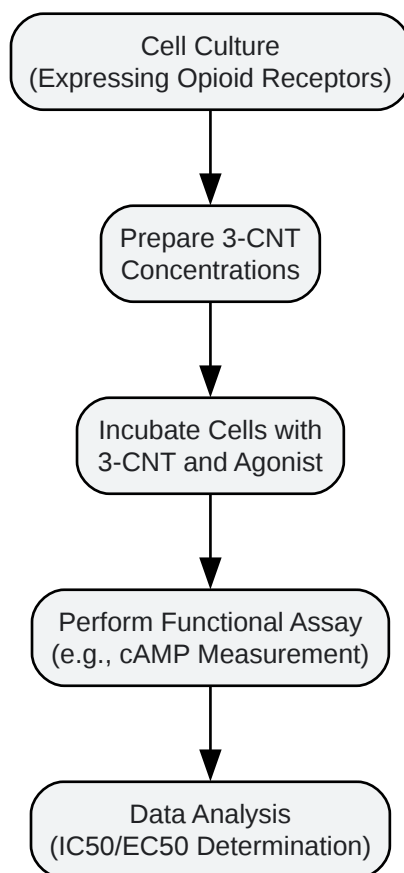 Cell Culture
(Expressing Opioid Receptors)
Prepare 3-CNT
Concentrations
Incubate Cells with
3-CNT and Agonist
Perform Functional Assay
(e.g., cAMP Measurement)
Data Analysis
(IC50/EC50 Determination)